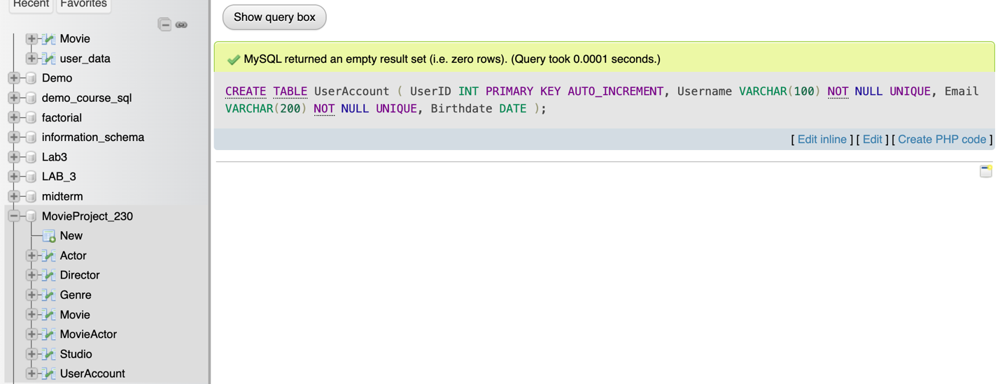 Recent Favorites
Movie
user_data
Demo
demo_course_sql
factorial
information_schema
Lab3
LAB_3
midterm
MovieProject_230
New
Actor
Director
Genre
Movie
MovieActor
Studio
UserAccount
Show query box
MySQL returned an empty result set (i.e. zero rows). (Query took 0.0001 seconds.)
CREATE TABLE UserAccount ( UserID INT PRIMARY KEY AUTO_INCREMENT, Username VARCHAR(100) NOT NULL UNIQUE, Email
VARCHAR(200) NOT NULL UNIQUE, Birthdate DATE );
[ Edit inline ] [ Edit ] [ Create PHP code ]